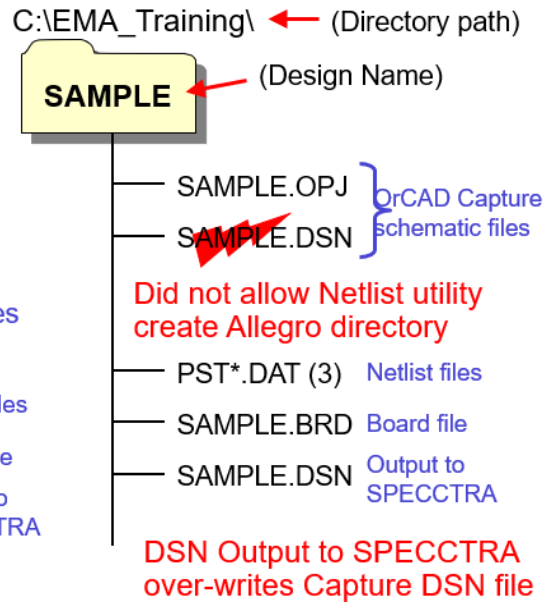 C:\EMA_Training\ (Directory path)
SAMPLE (Design Name)
SAMPLE.OPJ
SAMPLE.DSN
OrCAD Capture
schematic files
Did not allow Netlist utility
create Allegro directory
PST*.DAT (3) Netlist files
SAMPLE.BRD Board file
SAMPLE.DSN Output to
SPECCTRA
DSN Output to SPECCTRA
over-writes Capture DSN file